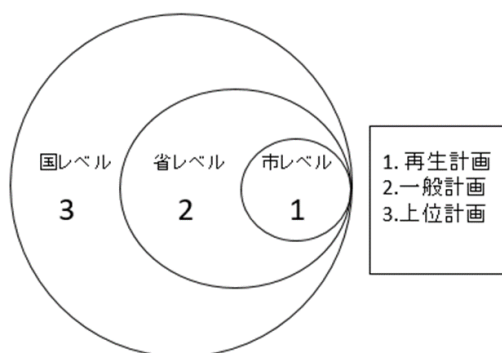 国レベル
省レベル
市レベル
3
2
1
1. 再生計画
2.一般計画
3.上位計画